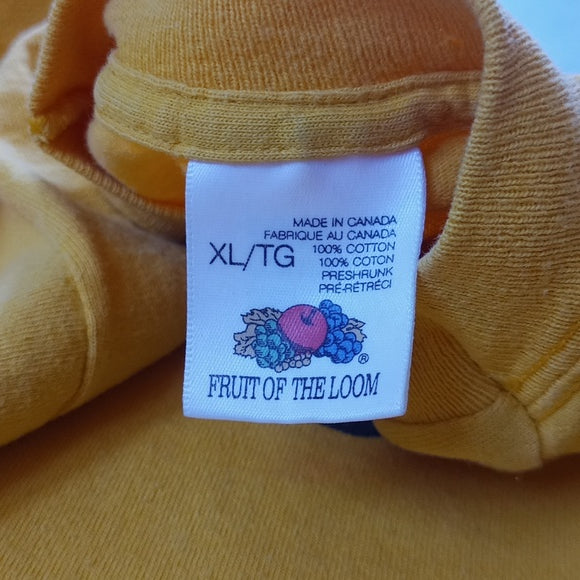 MADE IN CANADA
FABRIQUE AU CANADA
XL/TG
100% COTTON
100% COTON
PRESHRUNK
PRÉ-RÉTRÉCI
®
FRUIT OF THE LOOM